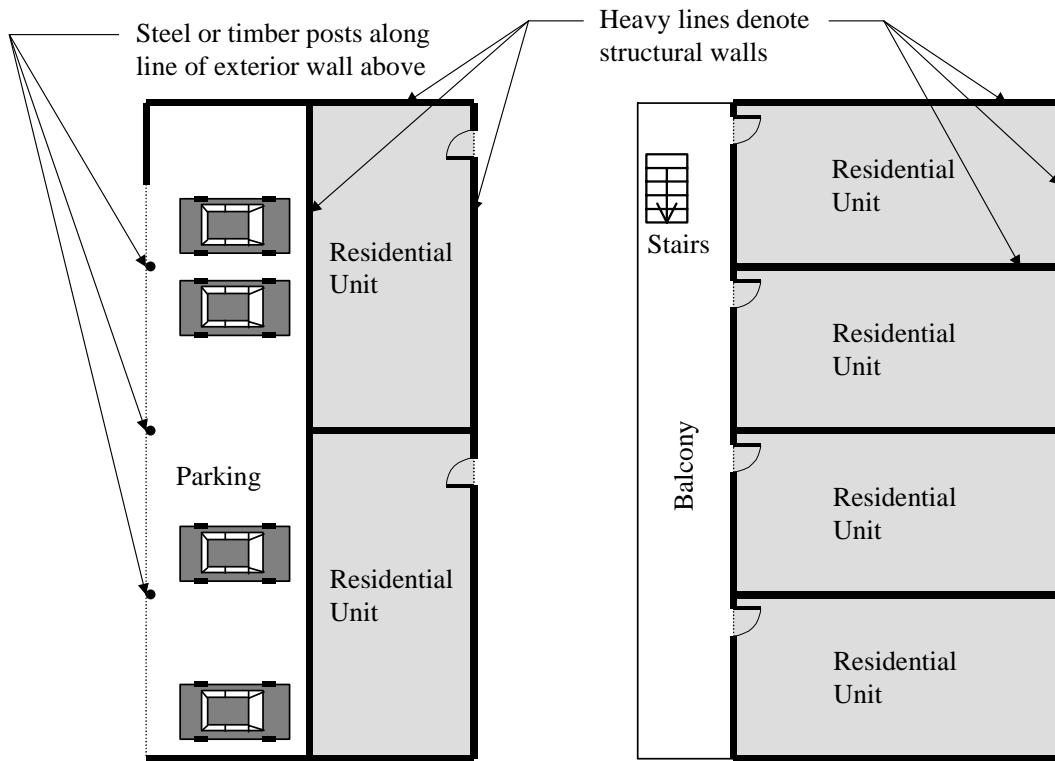 Steel or timber posts along
line of exterior wall above
Heavy lines denote
structural walls
Residential
Unit
Parking
Residential
Unit
Stairs
Balcony
Residential
Unit
Residential
Unit
Residential
Unit
Residential
Unit